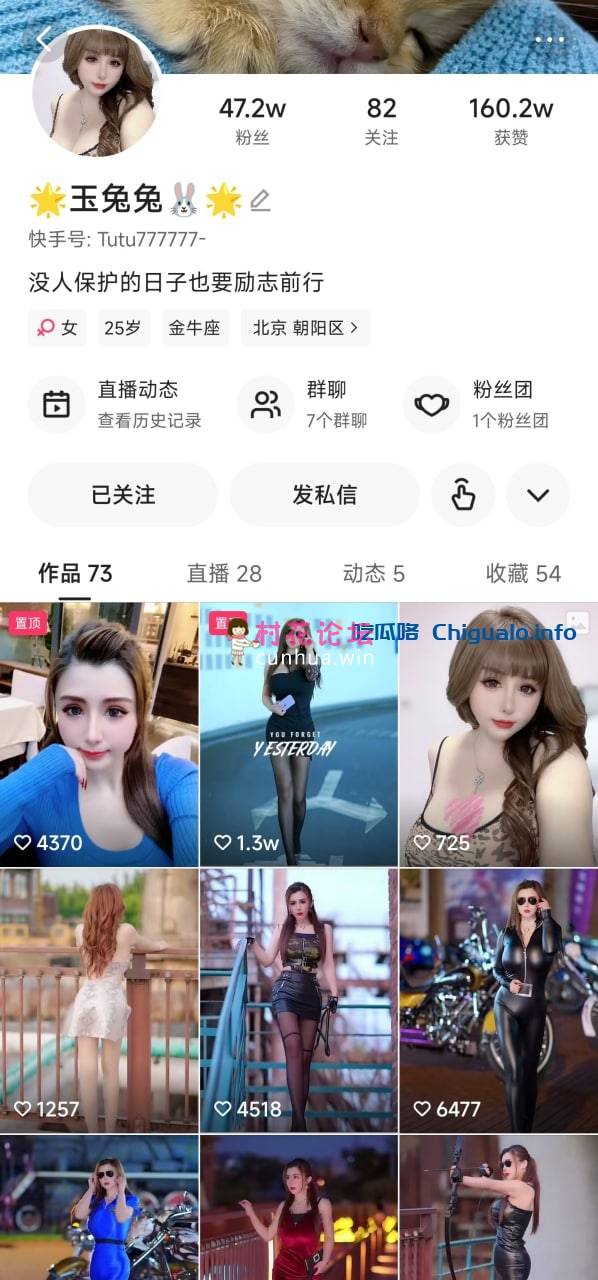 47.2w 82 160.2w
粉丝 关注 获赞
🌟玉兔兔🐰🌟
快手号: Tutu777777-
没人保护的日子也要励志前行
女 25岁 金牛座 北京 朝阳区
直播动态 群聊 粉丝团
查看历史记录 7个群聊 1个粉丝团
已关注 发私信
作品 73 直播 28 动态 5 收藏 54
置顶
村花论坛
cunhua.win
吃瓜咯 Chigualo.info
YOU FORGET
YESTERDAY
4370 1.3w 725
1257 4518 6477